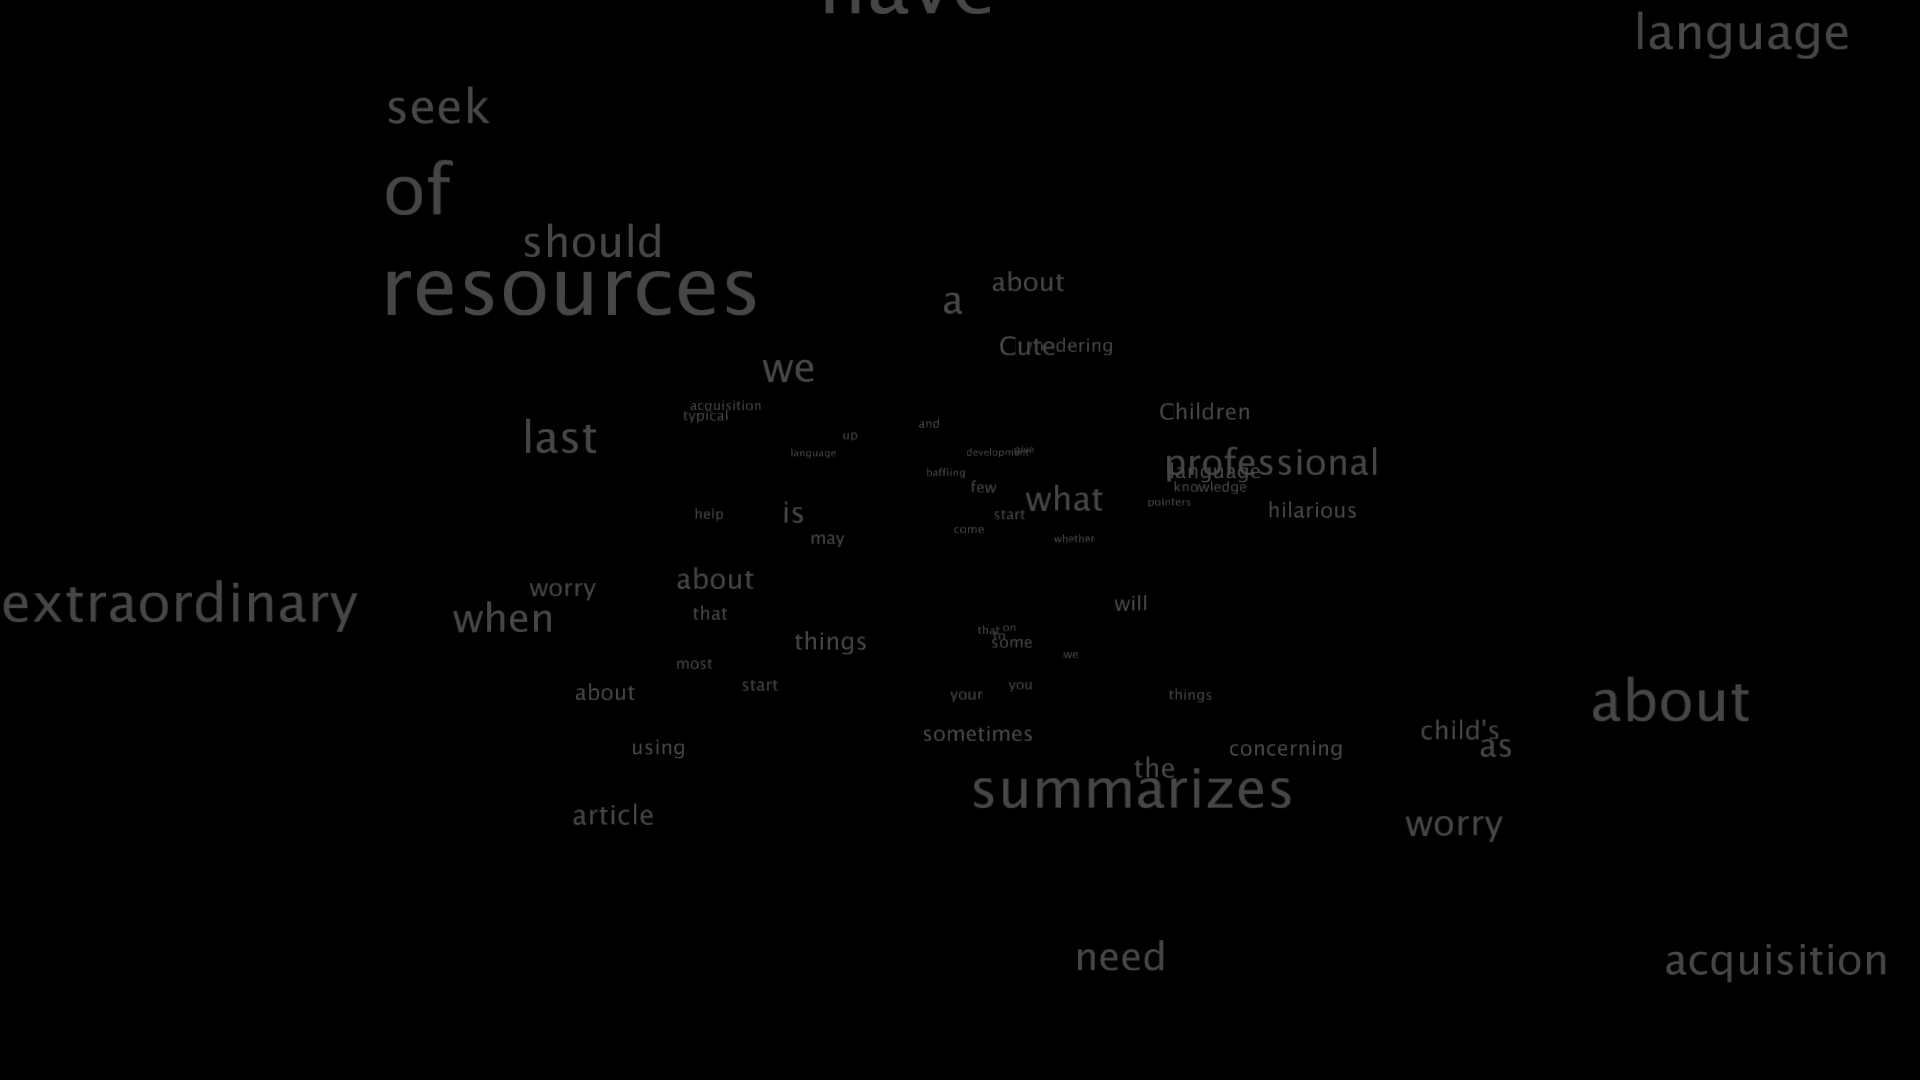 have
language
seek
of
should
resources
about
a
Cute
we
acquisition
typical
Children
and
last
up
language
development
give
professional
language
baffling
few
knowledge
what
pointers
help
is
start
hilarious
come
may
whether
about
worry
extraordinary
when
that
will
things
that
on
to
some
we
most
start
you
about
your
things
about
using
sometimes
concerning
child's
as
the
summarizes
article
worry
need
acquisition